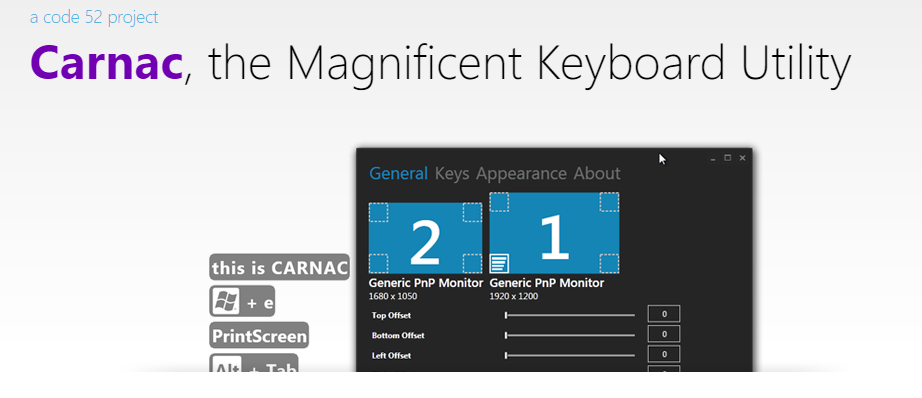 a code 52 project
Carnac, the Magnificent Keyboard Utility
General Keys Appearance About
2 1
this is CARNAC
Generic PnP Monitor Generic PnP Monitor
1680 x 1050 1920 x 1200
+ e
Top Offset 0
PrintScreen
Bottom Offset 0
Left Offset 0
Alt + Tab